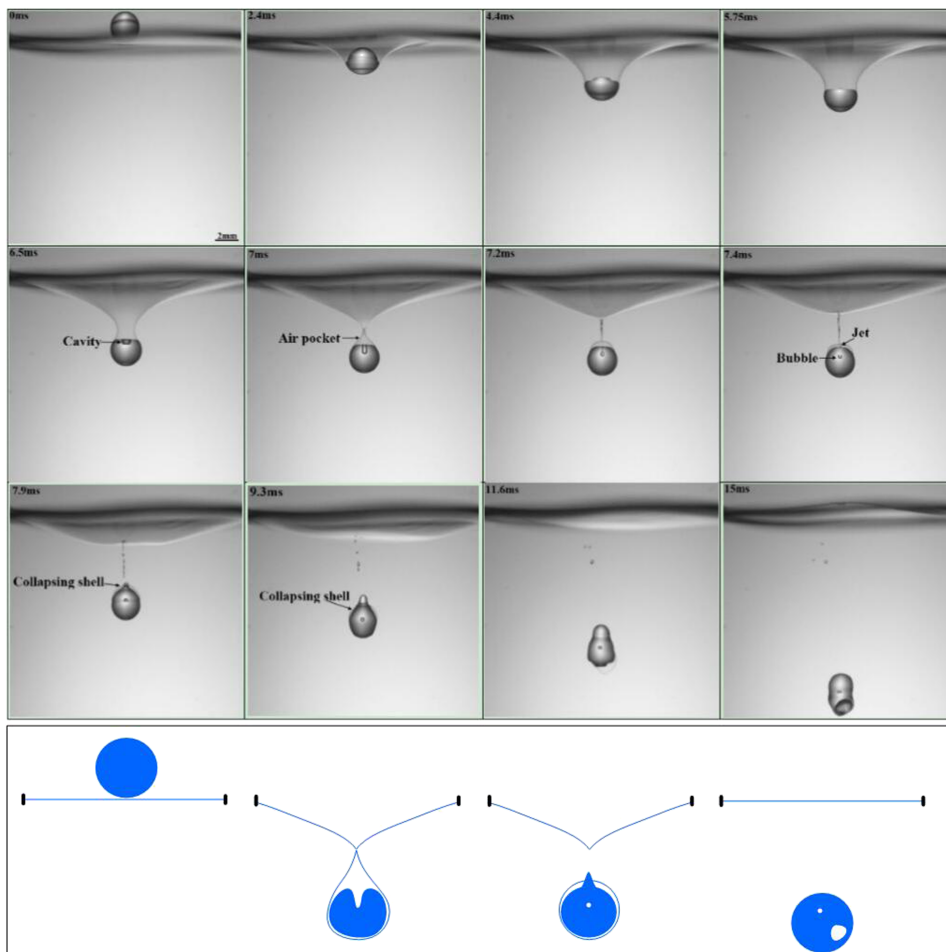 0ms
2.4ms
4.4ms
5.75ms
2mm
6.5ms
7ms
7.2ms
7.4ms
Cavity
Air pocket
Jet
Bubble
7.9ms
9.3ms
11.6ms
15ms
Collapsing shell
Collapsing shell